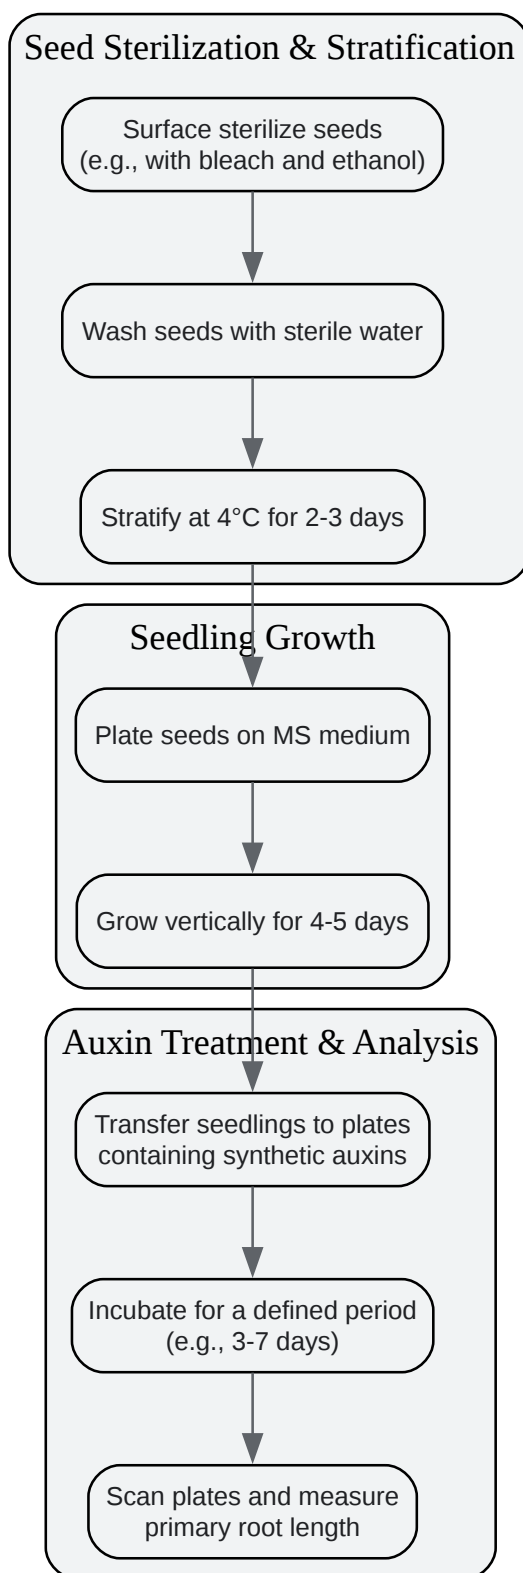 Seed Sterilization & Stratification
Surface sterilize seeds
(e.g., with bleach and ethanol)
Wash seeds with sterile water
Stratify at 4°C for 2-3 days
Seedling Growth
Plate seeds on MS medium
Grow vertically for 4-5 days
Auxin Treatment & Analysis
Transfer seedlings to plates
containing synthetic auxins
Incubate for a defined period
(e.g., 3-7 days)
Scan plates and measure
primary root length